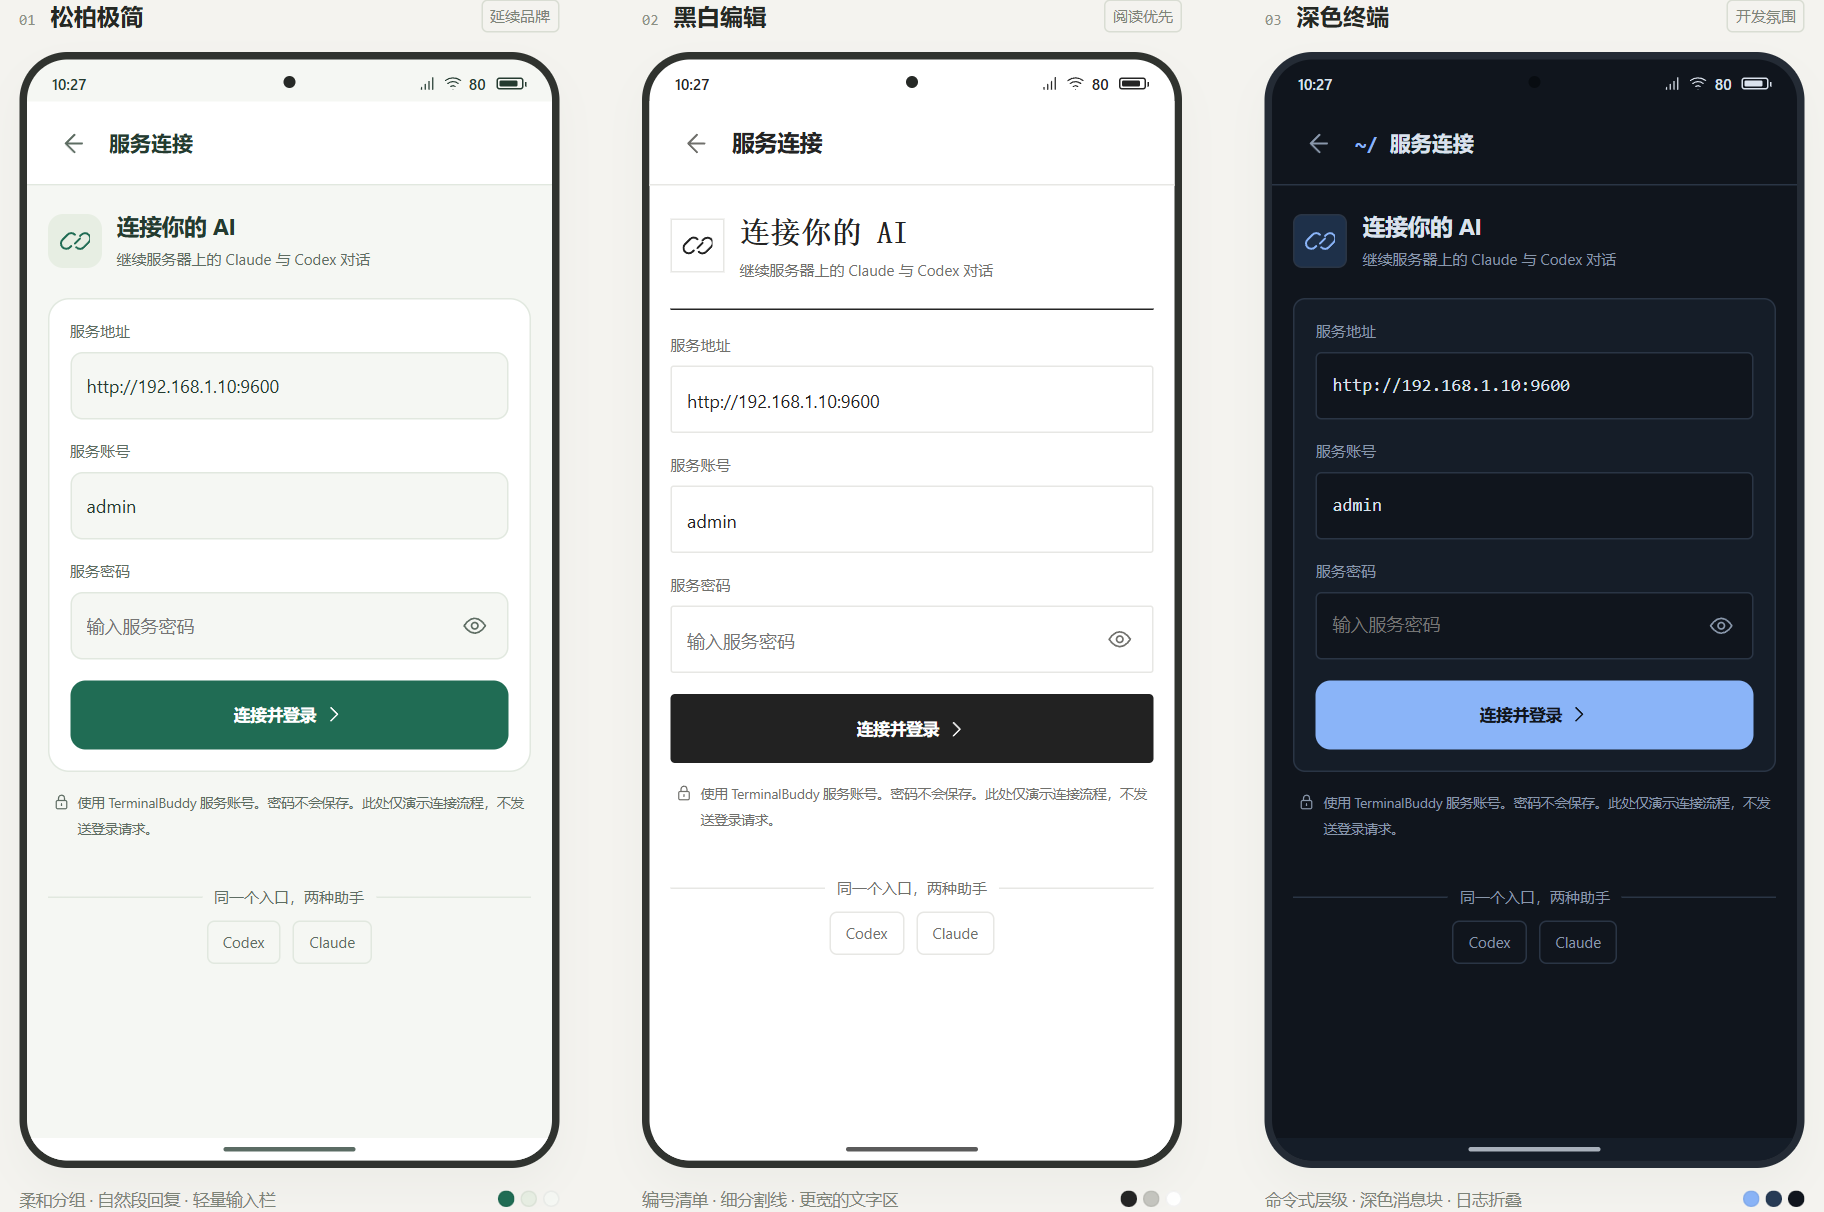 01 松柏极简 延续品牌
10:27 80
服务连接
连接你的 AI
继续服务器上的 Claude 与 Codex 对话
服务地址
http://192.168.1.10:9600
服务账号
admin
服务密码
输入服务密码
连接并登录
使用 TerminalBuddy 服务账号。密码不会保存。此处仅演示连接流程，不发
送登录请求。
同一个入口，两种助手
Codex Claude
柔和分组 · 自然段回复 · 轻量输入栏
02 黑白编辑 阅读优先
10:27 80
服务连接
连接你的 AI
继续服务器上的 Claude 与 Codex 对话
服务地址
http://192.168.1.10:9600
服务账号
admin
服务密码
输入服务密码
连接并登录
使用 TerminalBuddy 服务账号。密码不会保存。此处仅演示连接流程，不发
送登录请求。
同一个入口，两种助手
Codex Claude
编号清单 · 细分割线 · 更宽的文字区
03 深色终端 开发氛围
10:27 80
~/ 服务连接
连接你的 AI
继续服务器上的 Claude 与 Codex 对话
服务地址
http://192.168.1.10:9600
服务账号
admin
服务密码
输入服务密码
连接并登录
使用 TerminalBuddy 服务账号。密码不会保存。此处仅演示连接流程，不发
送登录请求。
同一个入口，两种助手
Codex Claude
命令式层级 · 深色消息块 · 日志折叠